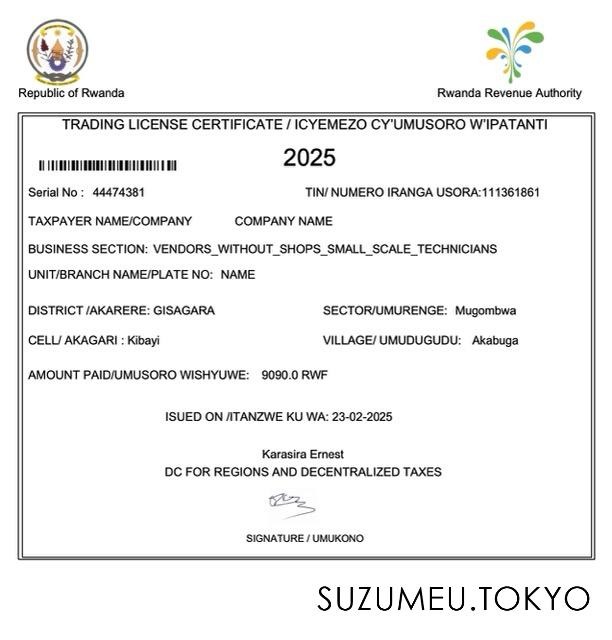 Republic of Rwanda
Rwanda Revenue Authority
TRADING LICENSE CERTIFICATE / ICYEMEZO CY'UMUSORO W'IPATANTI
2025
Serial No : 44474381 TIN/ NUMERO IRANGA USORA:111361861
TAXPAYER NAME/COMPANY COMPANY NAME
BUSINESS SECTION: VENDORS_WITHOUT_SHOPS_SMALL_SCALE_TECHNICIANS
UNIT/BRANCH NAME/PLATE NO: NAME
DISTRICT /AKARERE: GISAGARA SECTOR/UMURENGE: Mugombwa
CELL/ AKAGARI : Kibayi VILLAGE/ UMUDUGUDU: Akabuga
AMOUNT PAID/UMUSORO WISHYUWE: 9090.0 RWF
ISUED ON /ITANZWE KU WA: 23-02-2025
Karasira Ernest
DC FOR REGIONS AND DECENTRALIZED TAXES
SIGNATURE / UMUKONO
SUZUMEU.TOKYO